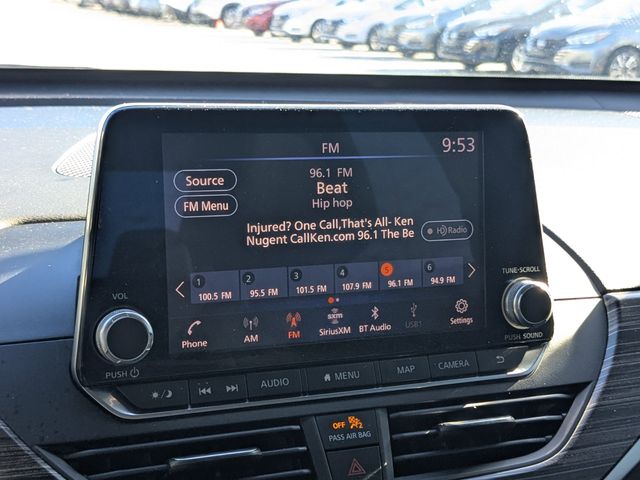 FM
9:53
Source
FM Menu
96.1 FM
Beat
Hip hop
Injured? One Call,That's All- Ken
Nugent CallKen.com 96.1 The Be
HD Radio
1 2 3 4 5 6
100.5 FM 95.5 FM 101.5 FM 107.9 FM 96.1 FM 94.9 FM
Phone
AM
FM
sxm
SiriusXM
BT Audio
USB1
Settings
VOL
PUSH
TUNE·SCROLL
PUSH SOUND
AUDIO
MENU
MAP
CAMERA
OFF 2
PASS AIR BAG